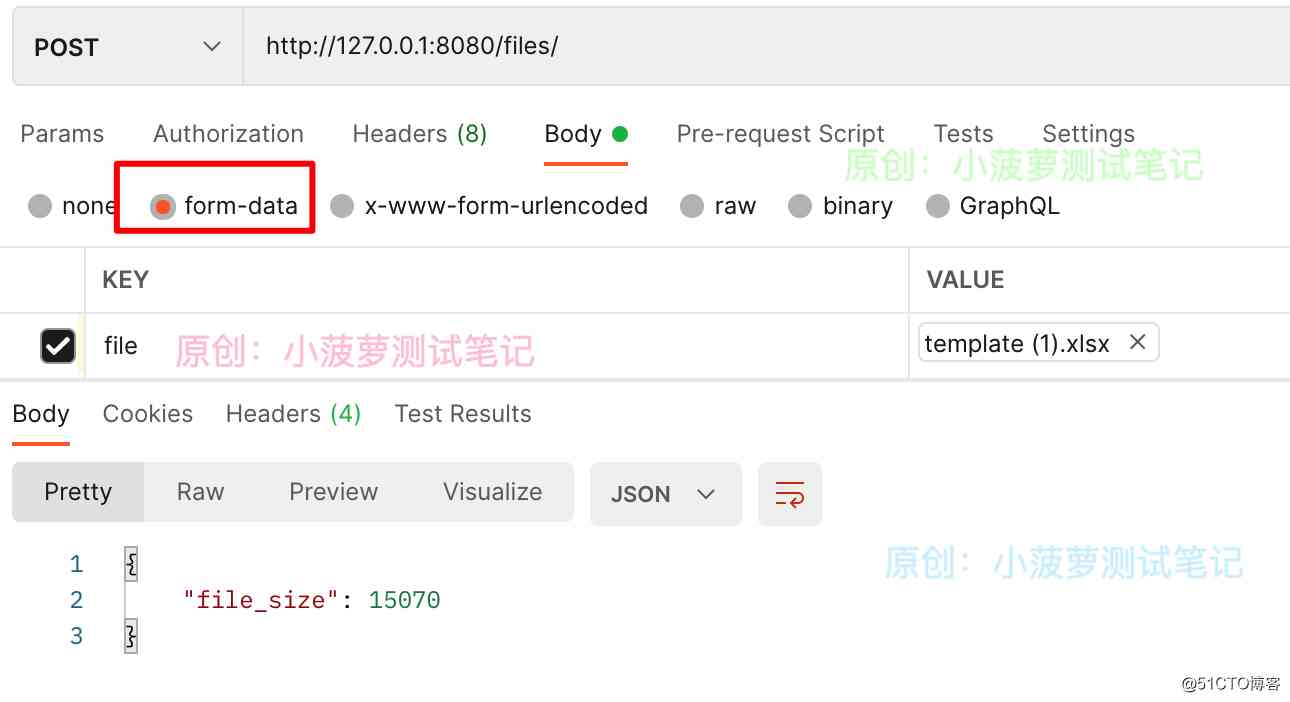 POST http://127.0.0.1:8080/files/
Params Authorization Headers (8) Body Pre-request Script Tests Settings
原创：小菠萝测试笔记
none form-data x-www-form-urlencoded raw binary GraphQL
KEY VALUE
file 原创：小菠萝测试笔记 template (1).xlsx
Body Cookies Headers (4) Test Results
Pretty Raw Preview Visualize JSON
1 {
原创：小菠萝测试笔记
2 "file_size": 15070
3 }
@51CTO博客